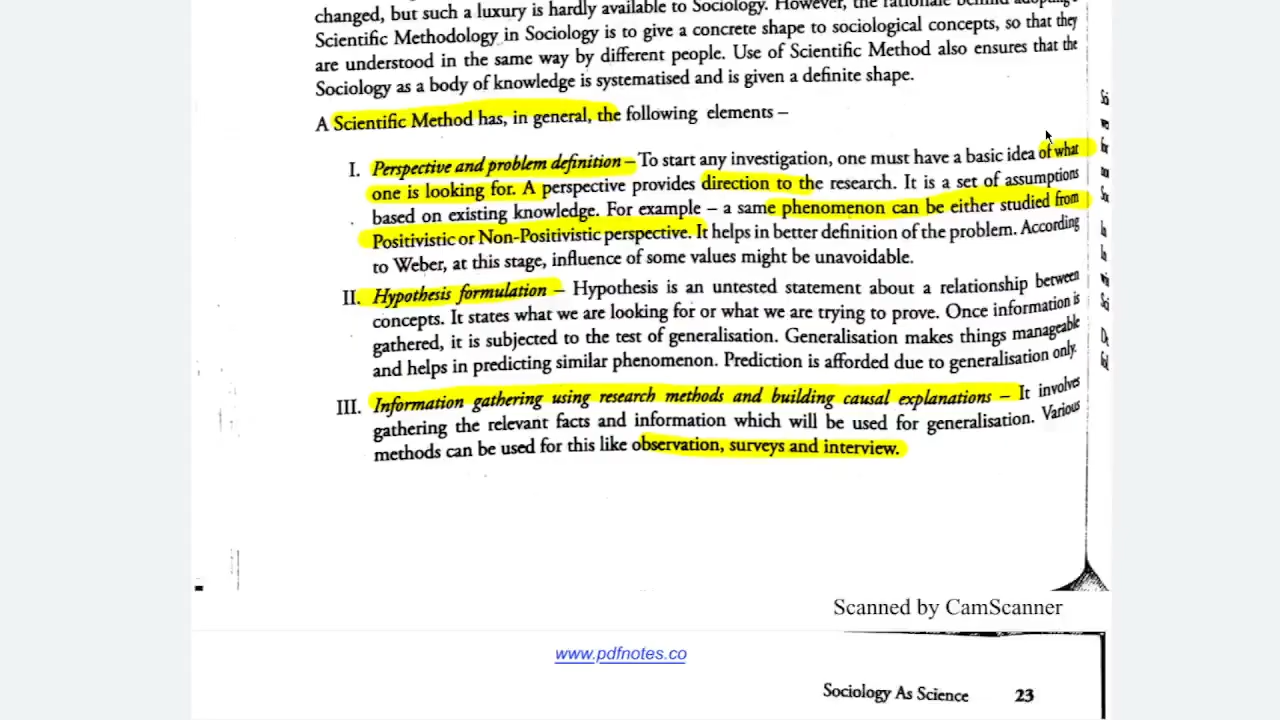 changed, but such a luxury is hardly available to Sociology. However, the rationale behind adopting
Scientific Methodology in Sociology is to give a concrete shape to sociological concepts, so that they
are understood in the same way by different people. Use of Scientific Method also ensures that the
Sociology as a body of knowledge is systematised and is given a definite shape.
A Scientific Method has, in general, the following elements –
I. Perspective and problem definition – To start any investigation, one must have a basic idea of what
one is looking for. A perspective provides direction to the research. It is a set of assumptions
based on existing knowledge. For example – a same phenomenon can be either studied from
Positivistic or Non-Positivistic perspective. It helps in better definition of the problem. According
to Weber, at this stage, influence of some values might be unavoidable.
II. Hypothesis formulation – Hypothesis is an untested statement about a relationship between
concepts. It states what we are looking for or what we are trying to prove. Once information is
gathered, it is subjected to the test of generalisation. Generalisation makes things manageable
and helps in predicting similar phenomenon. Prediction is afforded due to generalisation only.
III. Information gathering using research methods and building causal explanations – It involves
gathering the relevant facts and information which will be used for generalisation. Various
methods can be used for this like observation, surveys and interview.
Scanned by CamScanner
www.pdfnotes.co
Sociology As Science 23